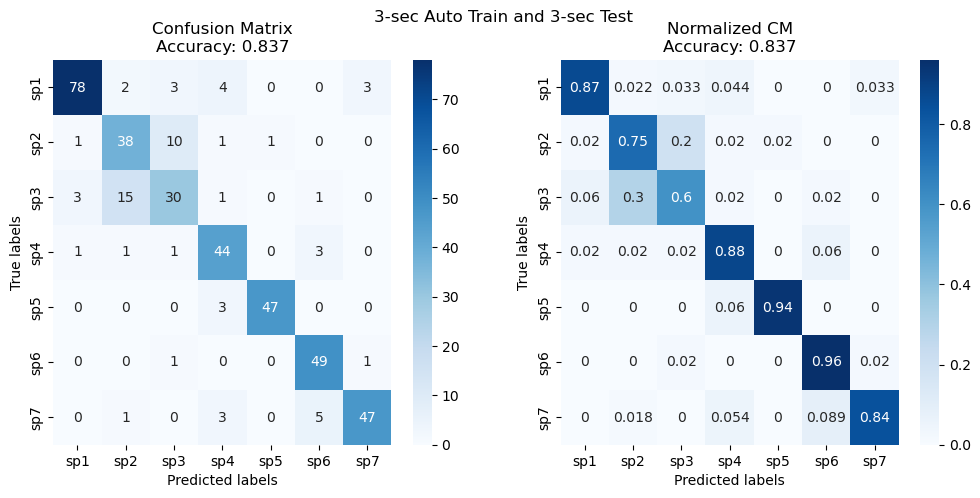 3-sec Auto Train and 3-sec Test
Confusion Matrix
Accuracy: 0.837
sp1 78 2 3 4 0 0 3
sp2 1 38 10 1 1 0 0
sp3 3 15 30 1 0 1 0
sp4 1 1 1 44 0 3 0
sp5 0 0 0 3 47 0 0
sp6 0 0 1 0 0 49 1
sp7 0 1 0 3 0 5 47
sp1 sp2 sp3 sp4 sp5 sp6 sp7
Predicted labels
True labels
70
60
50
40
30
20
10
0
Normalized CM
Accuracy: 0.837
sp1 0.87 0.022 0.033 0.044 0 0 0.033
sp2 0.02 0.75 0.2 0.02 0.02 0 0
sp3 0.06 0.3 0.6 0.02 0 0.02 0
sp4 0.02 0.02 0.02 0.88 0 0.06 0
sp5 0 0 0 0.06 0.94 0 0
sp6 0 0 0.02 0 0 0.96 0.02
sp7 0 0.018 0 0.054 0 0.089 0.84
sp1 sp2 sp3 sp4 sp5 sp6 sp7
Predicted labels
True labels
0.8
0.6
0.4
0.2
0.0